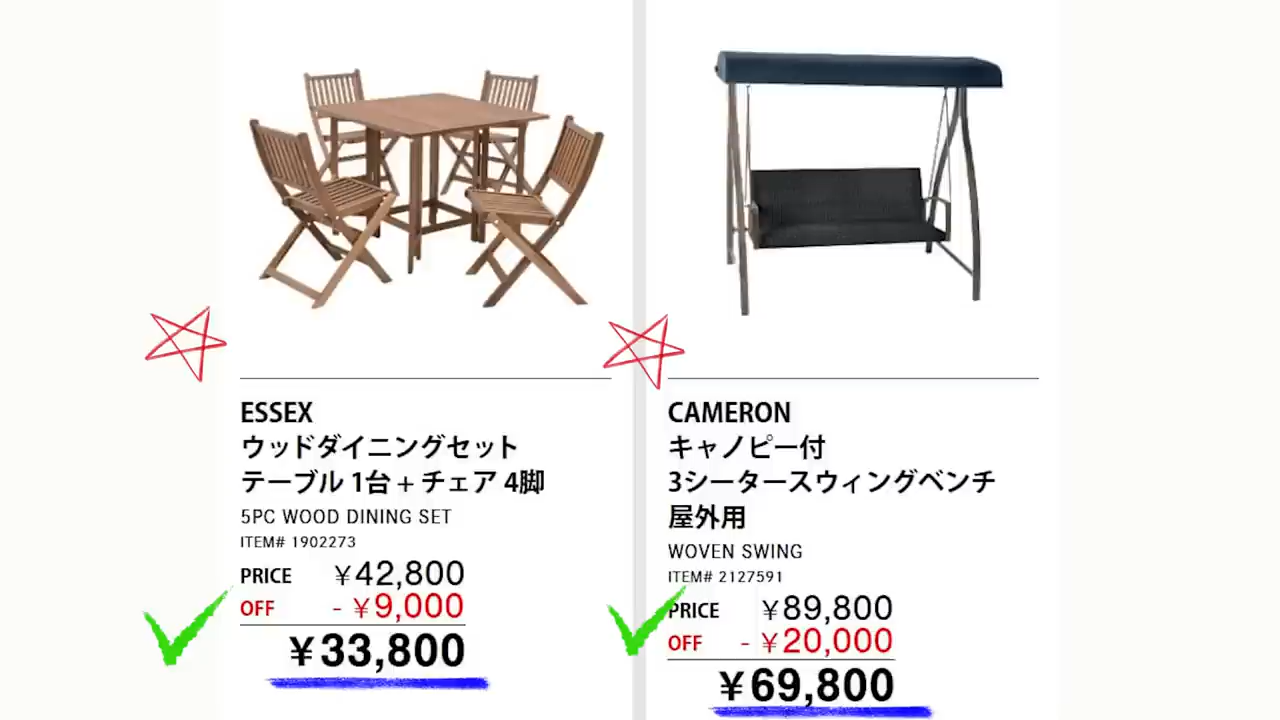 ESSEX
ウッドダイニングセット
テーブル 1台 + チェア 4脚
5PC WOOD DINING SET
ITEM# 1902273
PRICE ¥42,800
OFF - ¥9,000
¥33,800
CAMERON
キャノピー付
3シータースウィングベンチ
屋外用
WOVEN SWING
ITEM# 2127591
PRICE ¥89,800
OFF - ¥20,000
¥69,800